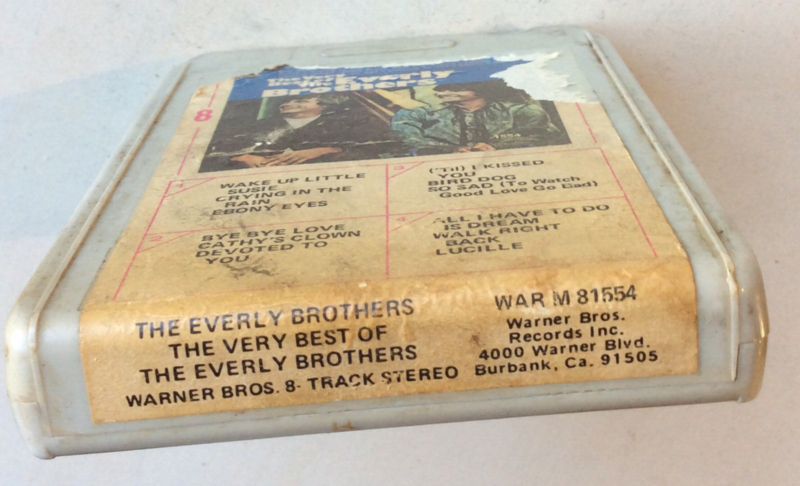 The Very
Best Of The Everly
Brothers
8
1
WAKE UP LITTLE
SUSIE
CRYING IN THE
RAIN
EBONY EYES
2
BYE BYE LOVE
CATHY'S CLOWN
DEVOTED TO
YOU
3
('Til) I KISSED
YOU
BIRD DOG
SO SAD (To Watch
Good Love Go Bad)
4
ALL I HAVE TO DO
IS DREAM
WALK RIGHT
BACK
LUCILLE
THE EVERLY BROTHERS
THE VERY BEST OF
THE EVERLY BROTHERS
WARNER BROS. 8-TRACK STEREO
WAR M 81554
Warner Bros.
Records Inc.
4000 Warner Blvd.
Burbank, Ca. 91505